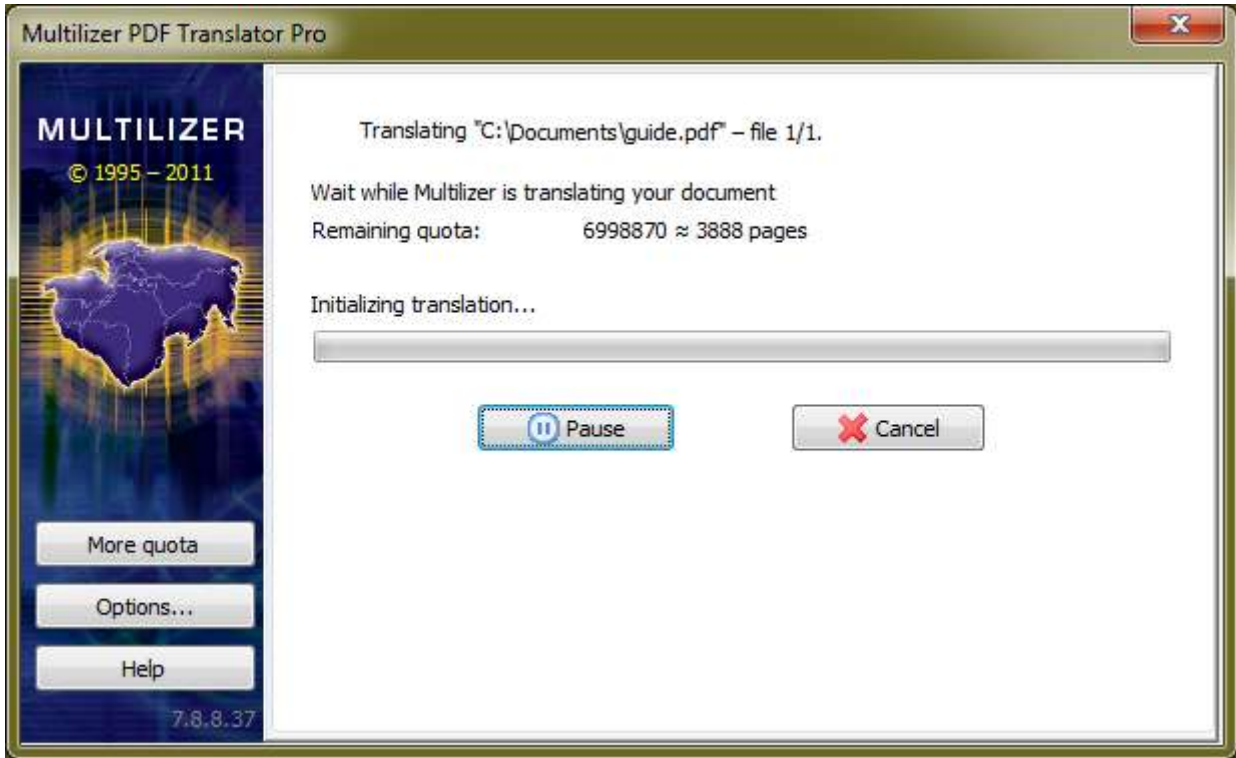 Multilizer PDF Translator Pro
MULTILIZER
© 1995 – 2011
Translating "C:\Documents\guide.pdf" – file 1/1.
Wait while Multilizer is translating your document
Remaining quota: 6998870 ≈ 3888 pages
Initializing translation...
Pause
Cancel
More quota
Options...
Help
7.8.8.37